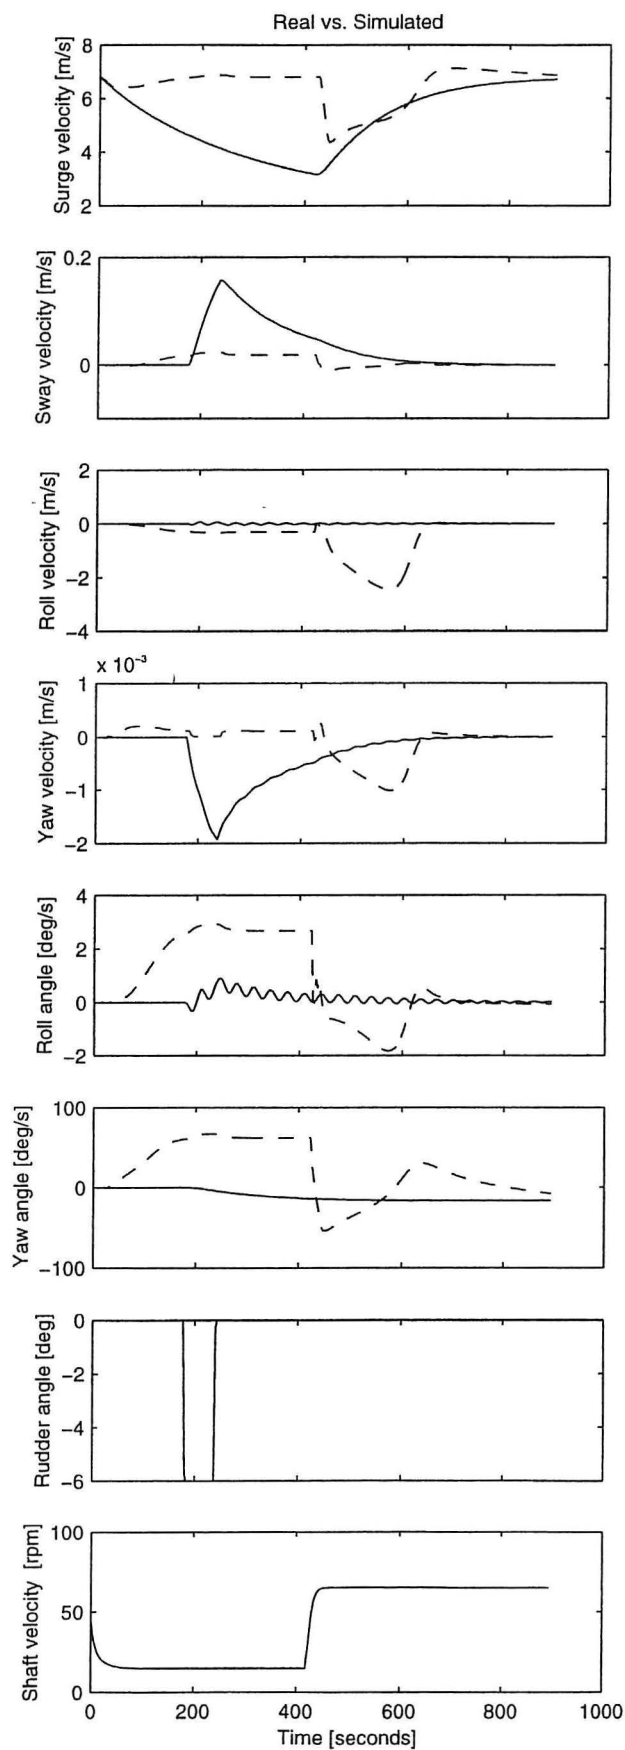 Real vs. Simulated
Surge velocity [m/s]
8
6
4
2
Sway velocity [m/s]
0.2
0
Roll velocity [m/s]
2
0
−2
−4
x 10⁻³
Yaw velocity [m/s]
1
0
−1
−2
Roll angle [deg/s]
4
2
0
−2
Yaw angle [deg/s]
100
0
−100
Rudder angle [deg]
0
−2
−4
−6
Shaft velocity [rpm]
100
50
0
0 200 400 600 800 1000
Time [seconds]